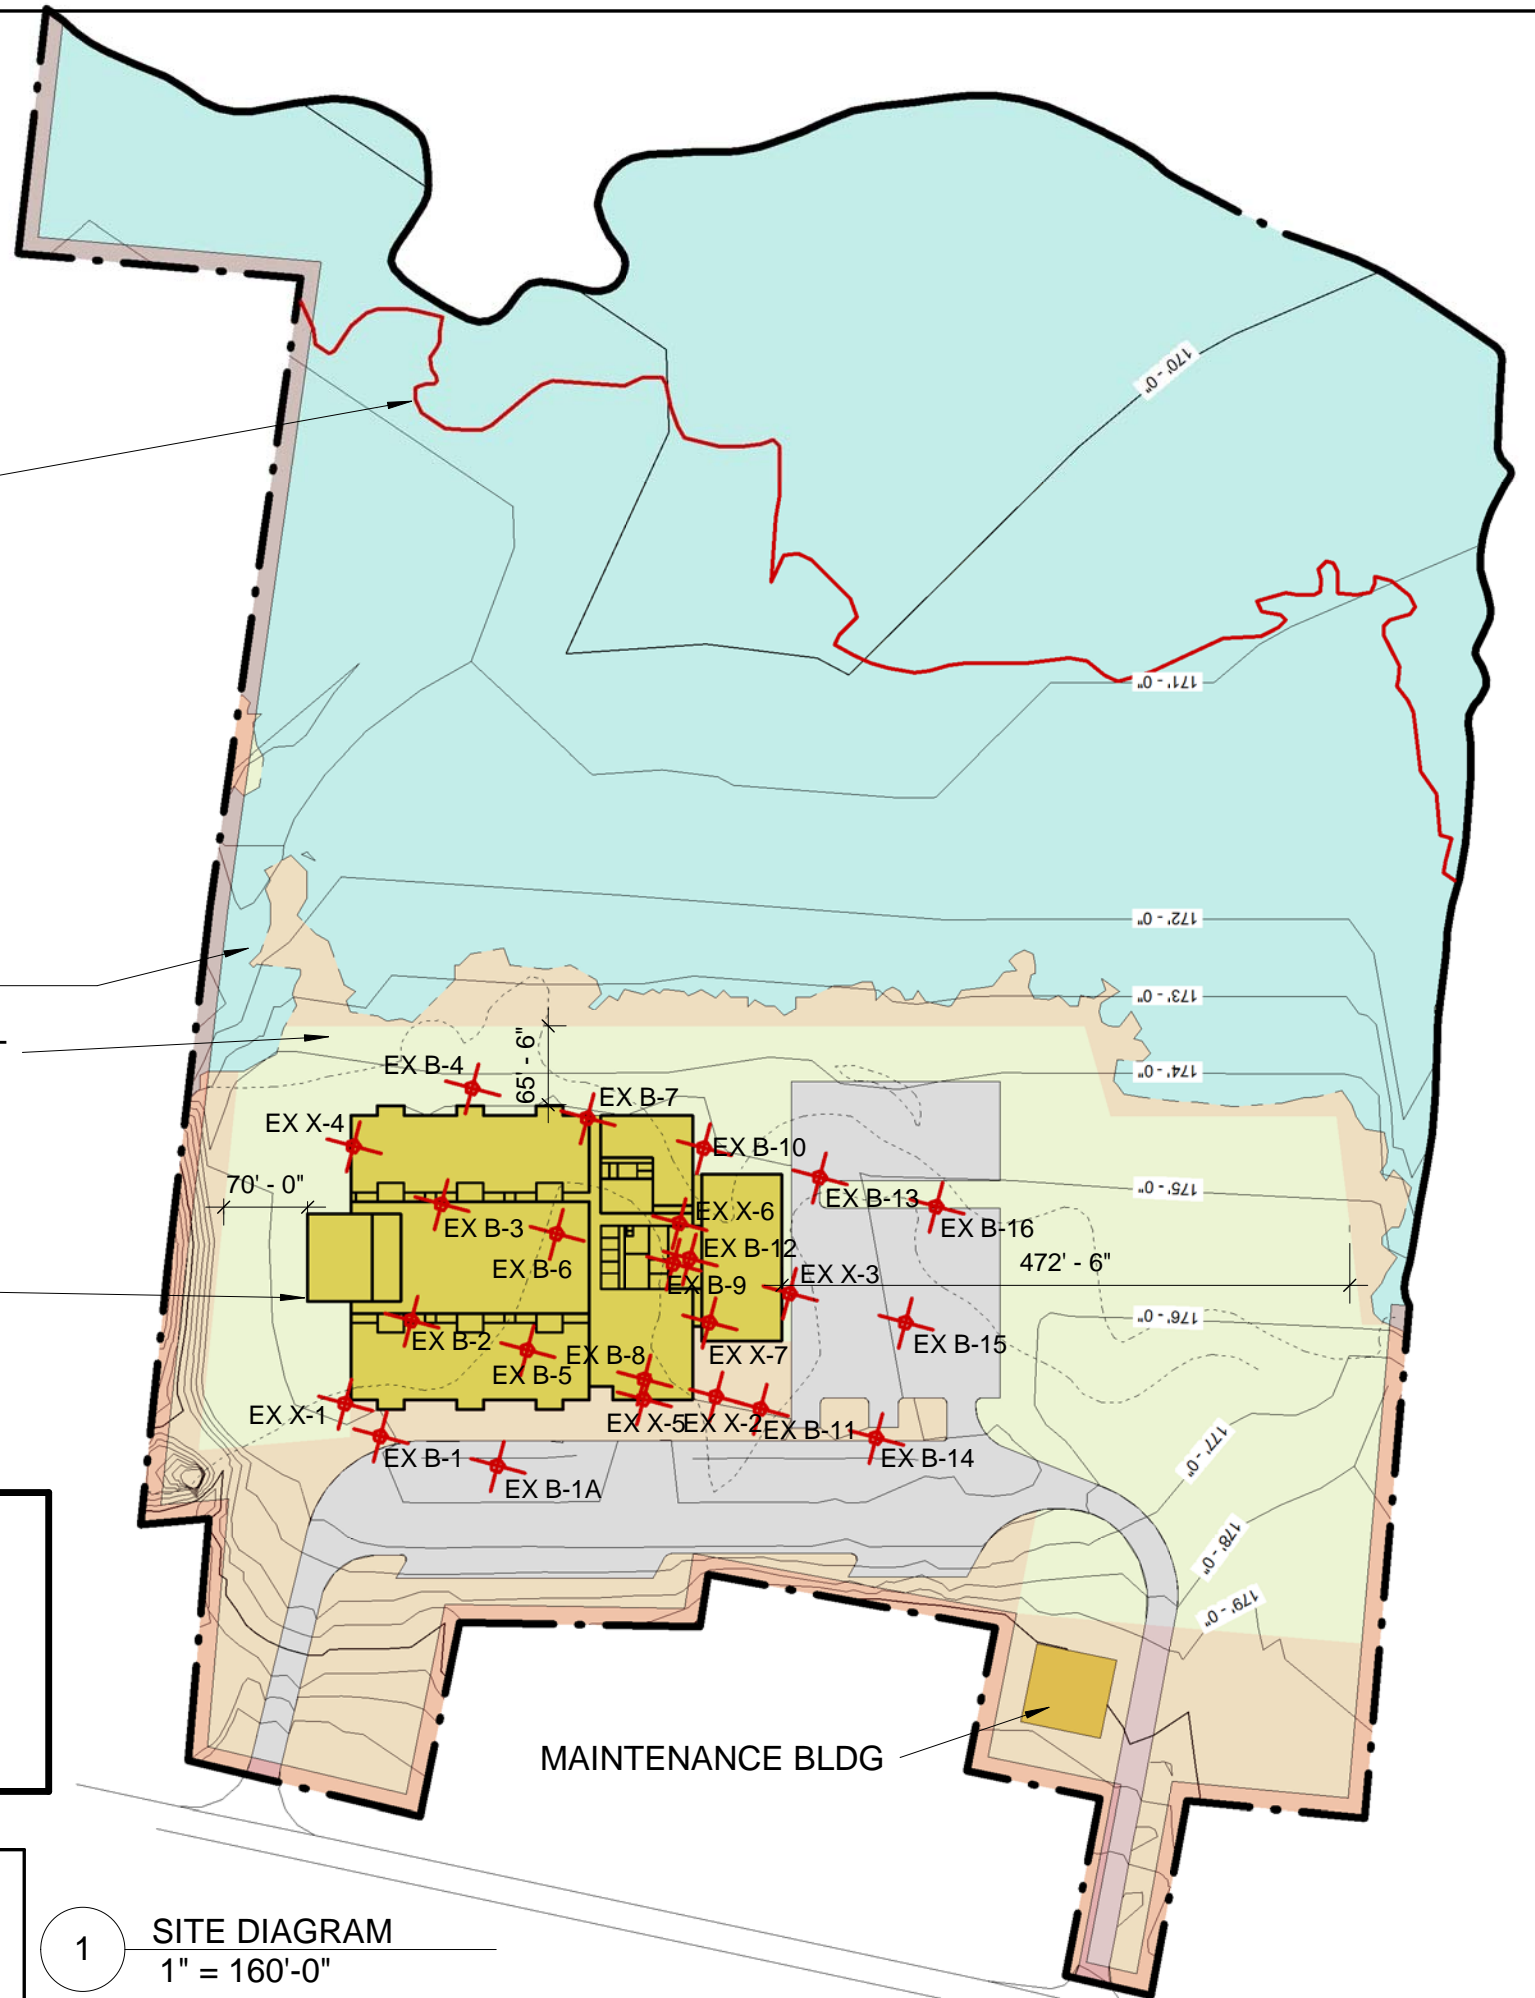 170' - 0"
171' - 0"
172' - 0"
173' - 0"
174' - 0"
65' - 6"
EX B-4
EX B-7
EX X-4
EX B-10
70' - 0"
175' - 0"
EX B-13
EX X-6
EX B-3
EX B-16
EX B-12
EX B-6
472' - 6"
EX B-9
EX X-3
176' - 0"
EX B-2
EX B-15
EX B-8
EX X-7
EX B-5
EX X-1
EX X-5
EX X-2
EX B-11
EX B-1
EX B-14
177' - 0"
EX B-1A
178' - 0"
179' - 0"
MAINTENANCE BLDG
1
SITE DIAGRAM
1" = 160'-0"